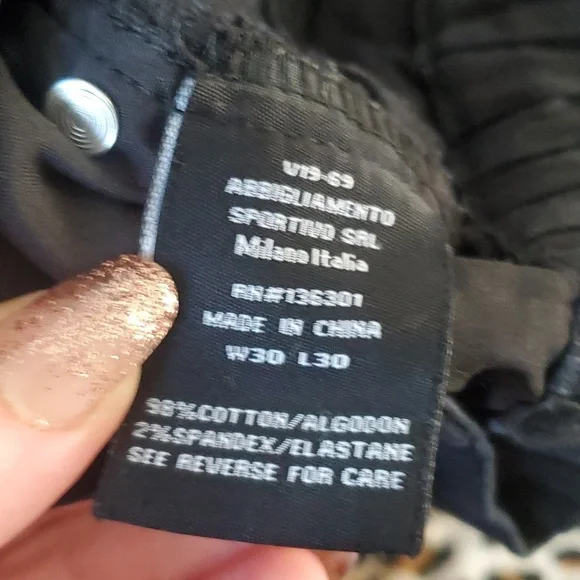 V19-69
ABBIGLIAMENTO
SPORTIVO SRL
Milano Italia
RN#136301
MADE IN CHINA
W30 L30
98%COTTON/ALGODON
2%SPANDEX/ELASTANE
SEE REVERSE FOR CARE